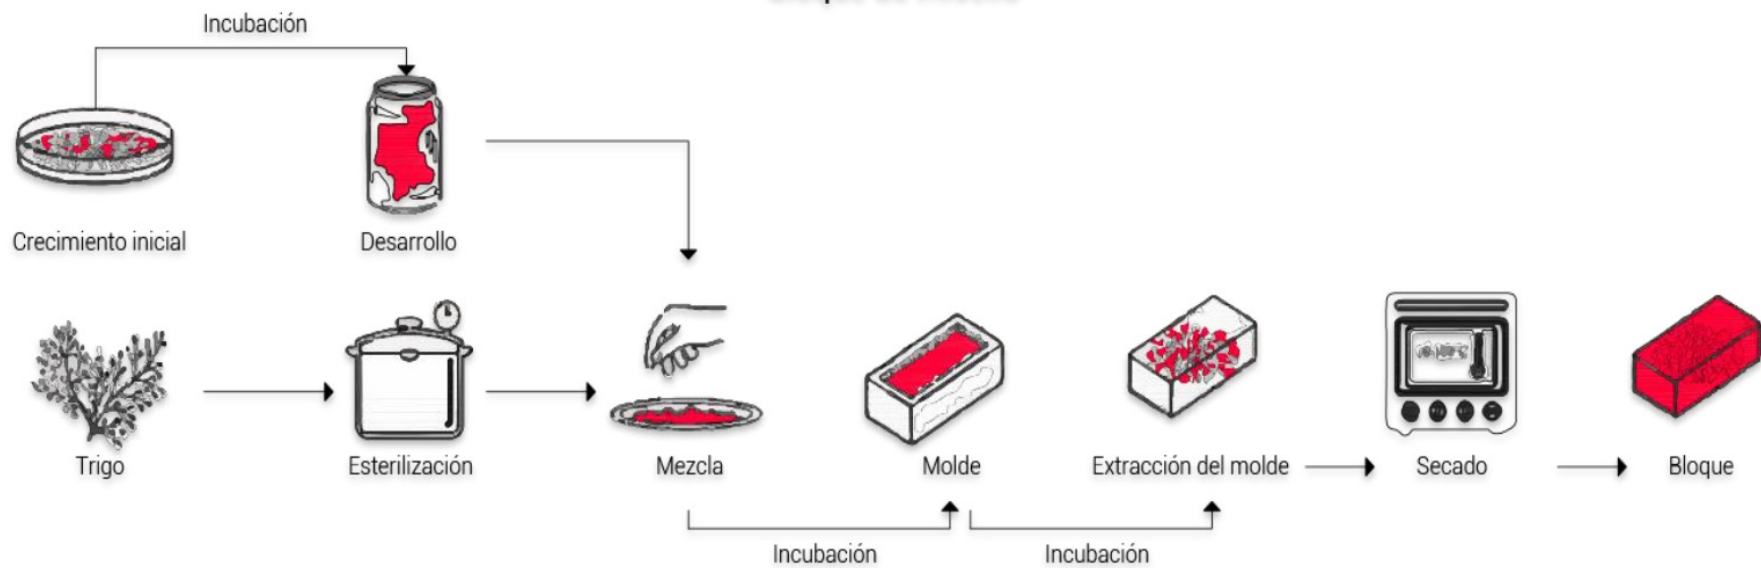 Incubación
Crecimiento inicial
Desarrollo
Trigo
Esterilización
Mezcla
Molde
Extracción del molde
Secado
Bloque
Incubación
Incubación